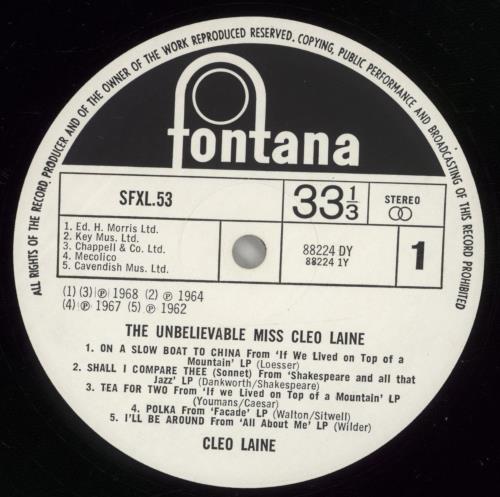 ALL RIGHTS OF THE RECORD PRODUCER AND OF THE OWNER OF THE WORK REPRODUCED RESERVED. COPYING, PUBLIC PERFORMANCE AND BROADCASTING OF THIS RECORD PROHIBITED
fontana
SFXL.53
33 1/3
STEREO
1. Ed. H. Morris Ltd.
2. Key Mus. Ltd.
3. Chappell & Co. Ltd.
4. Mecolico
5. Cavendish Mus. Ltd.
88224 DY
88224 1Y
1
(1) (3) ℗ 1968 (2) ℗ 1964
(4) ℗ 1967 (5) ℗ 1962
THE UNBELIEVABLE MISS CLEO LAINE
1. ON A SLOW BOAT TO CHINA From 'If We Lived on Top of a
Mountain' LP (Loesser)
2. SHALL I COMPARE THEE (Sonnet) From 'Shakespeare and all that
Jazz' LP (Dankworth/Shakespeare)
3. TEA FOR TWO From 'If we Lived on Top of a Mountain' LP
(Youmans/Caesar)
4. POLKA From 'Facade' LP (Walton/Sitwell)
5. I'LL BE AROUND From 'All About Me' LP (Wilder)
CLEO LAINE